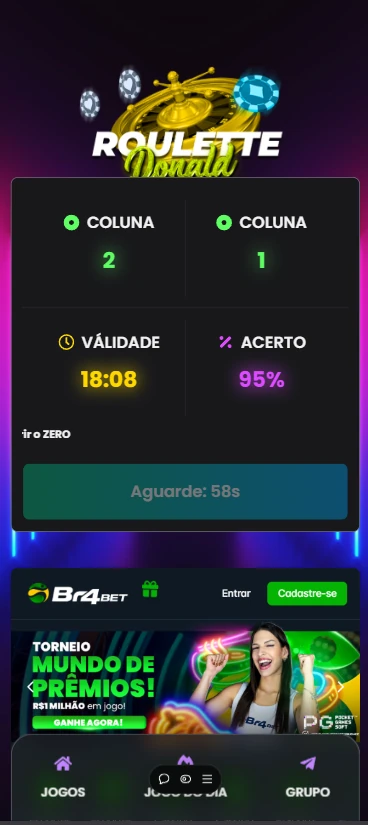 ROULETTE
Donald
COLUNA
2
COLUNA
1
VÁLIDADE
18:08
ACERTO
95%
ir o ZERO
Aguarde: 58s
Br4BET
Entrar
Cadastre-se
TORNEIO
MUNDO DE
PRÊMIOS!
R$1 MILHÃO em jogo!
GANHE AGORA!
Br4BET
PG POCKET GAMES SOFT
JOGOS
JOGO DO DIA
GRUPO